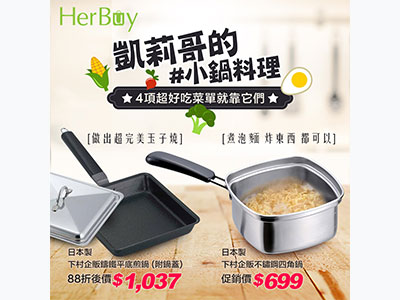 HerBuy
凱莉哥的
#小鍋料理
★ 4項超好吃菜單就靠它們 ★
[做出超完美玉子燒]
[煮泡麵 炸東西 都可以]
日本製
下村企販鑄鐵平底煎鍋 (附鍋蓋)
88折後價 $1,037
日本製
下村企販不鏽鋼四角鍋
促銷價 $699